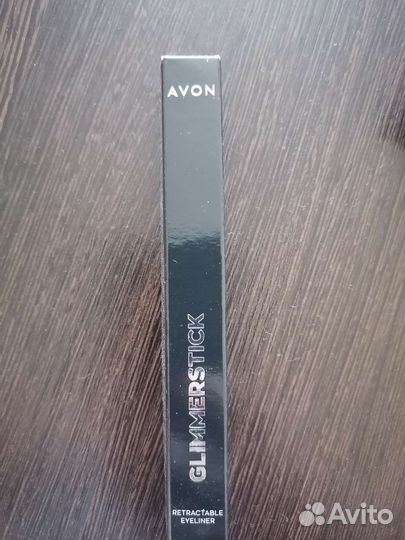 AVON
GLIMMERSTICK
RETRACTABLE
EYELINER
Avito